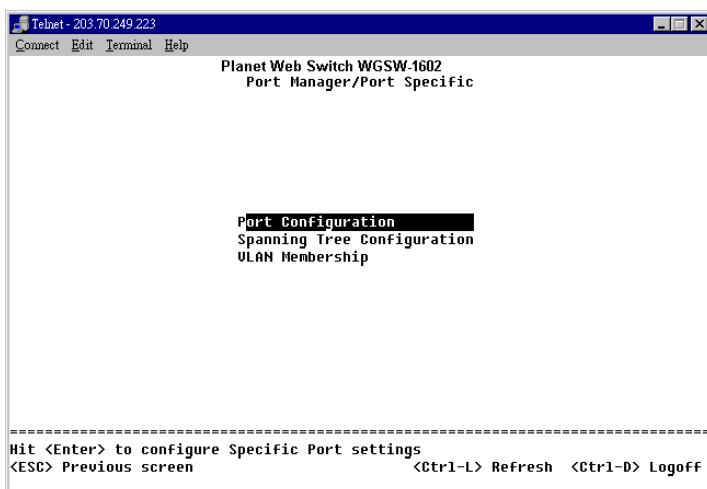 Telnet - 203.70.249.223
Connect Edit Terminal Help
Planet Web Switch WGSW-1602
Port Manager/Port Specific
Port Configuration
Spanning Tree Configuration
VLAN Membership
================================================================================
Hit <Enter> to configure Specific Port settings
<ESC> Previous screen <Ctrl-L> Refresh <Ctrl-D> Logoff